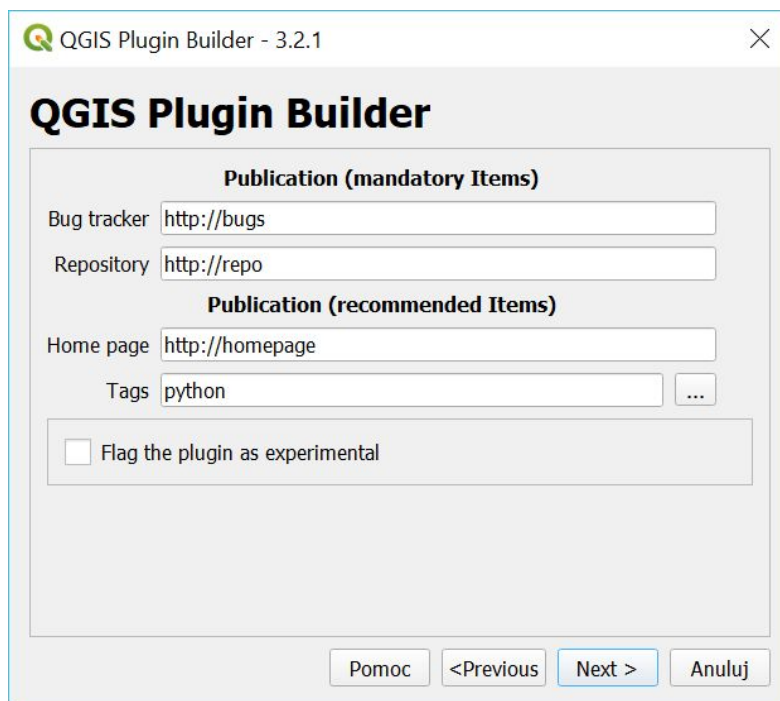 QGIS Plugin Builder - 3.2.1
QGIS Plugin Builder
Publication (mandatory Items)
Bug tracker http://bugs
Repository http://repo
Publication (recommended Items)
Home page http://homepage
Tags python ...
Flag the plugin as experimental
Pomoc <Previous Next > Anuluj